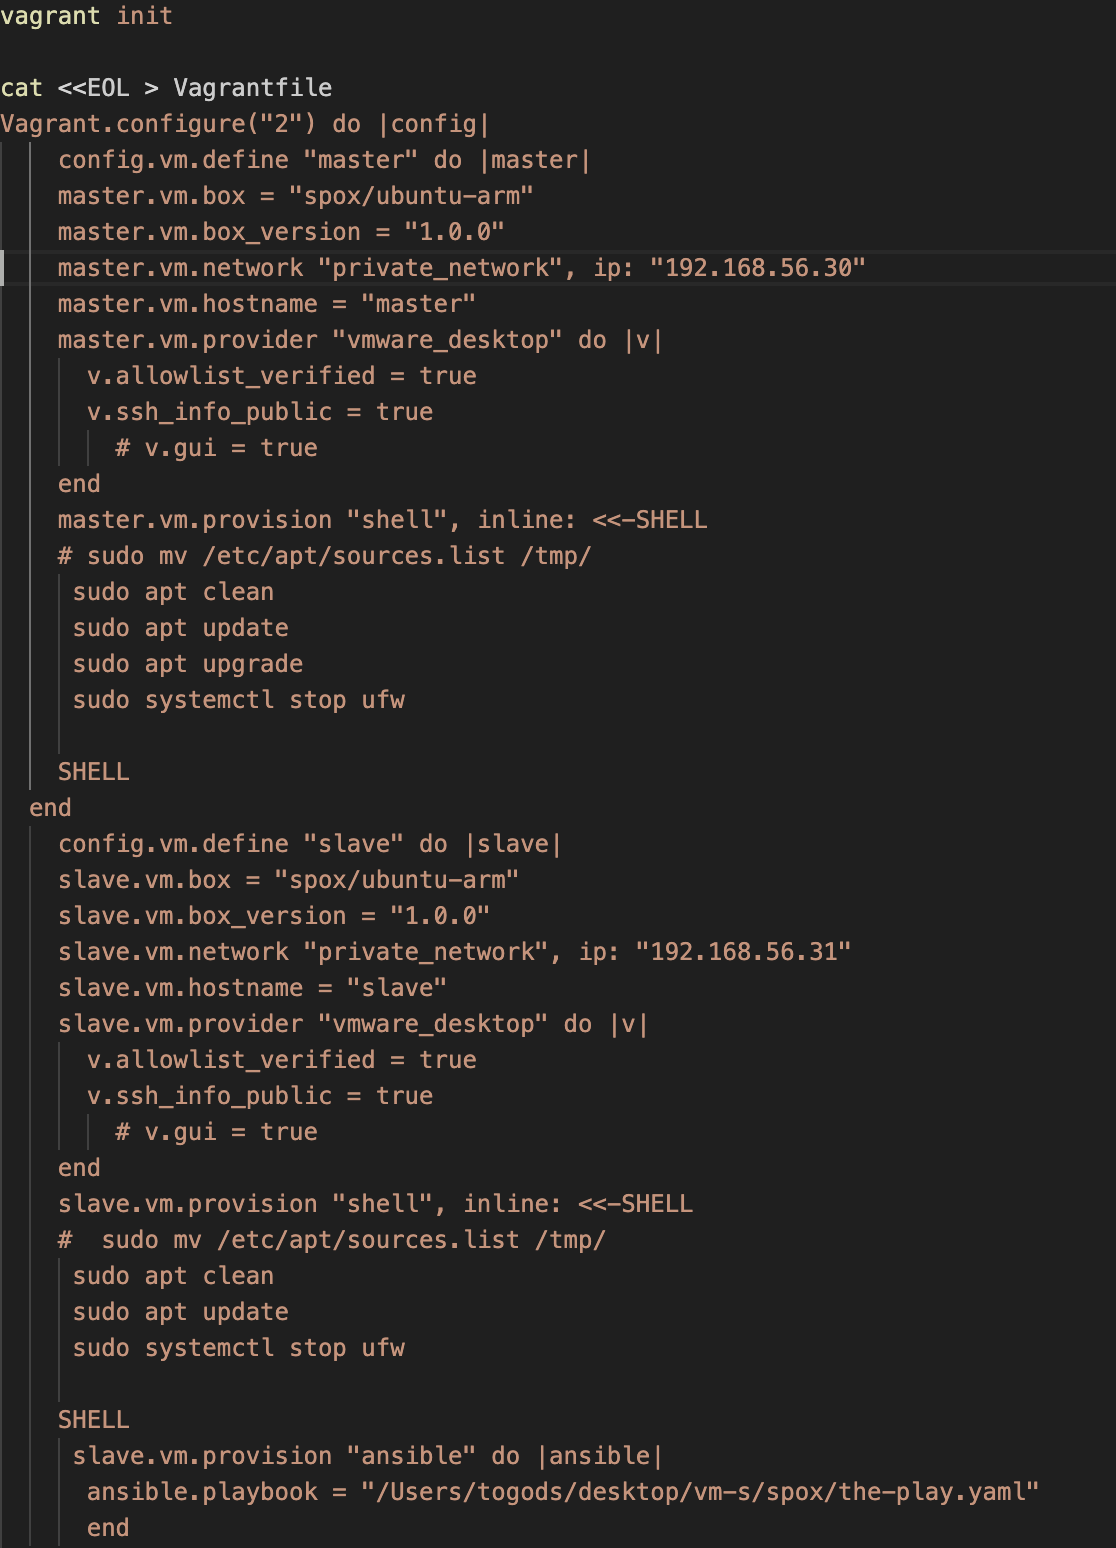 vagrant init
cat <<EOL > Vagrantfile
Vagrant.configure("2") do |config|
config.vm.define "master" do |master|
master.vm.box = "spox/ubuntu-arm"
master.vm.box_version = "1.0.0"
master.vm.network "private_network", ip: "192.168.56.30"
master.vm.hostname = "master"
master.vm.provider "vmware_desktop" do |v|
v.allowlist_verified = true
v.ssh_info_public = true
# v.gui = true
end
master.vm.provision "shell", inline: <<-SHELL
# sudo mv /etc/apt/sources.list /tmp/
sudo apt clean
sudo apt update
sudo apt upgrade
sudo systemctl stop ufw
SHELL
end
config.vm.define "slave" do |slave|
slave.vm.box = "spox/ubuntu-arm"
slave.vm.box_version = "1.0.0"
slave.vm.network "private_network", ip: "192.168.56.31"
slave.vm.hostname = "slave"
slave.vm.provider "vmware_desktop" do |v|
v.allowlist_verified = true
v.ssh_info_public = true
# v.gui = true
end
slave.vm.provision "shell", inline: <<-SHELL
#  sudo mv /etc/apt/sources.list /tmp/
sudo apt clean
sudo apt update
sudo systemctl stop ufw
SHELL
slave.vm.provision "ansible" do |ansible|
ansible.playbook = "/Users/togods/desktop/vm-s/spox/the-play.yaml"
end